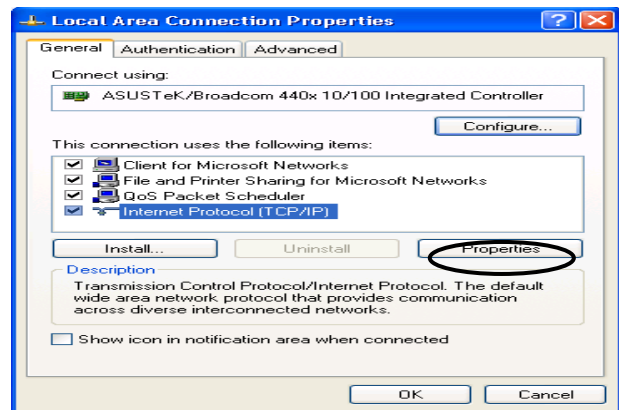 Local Area Connection Properties
General Authentication Advanced
Connect using:
ASUSTeK/Broadcom 440x 10/100 Integrated Controller
Configure...
This connection uses the following items:
Client for Microsoft Networks
File and Printer Sharing for Microsoft Networks
QoS Packet Scheduler
Internet Protocol (TCP/IP)
Install... Uninstall Properties
Description
Transmission Control Protocol/Internet Protocol. The default
wide area network protocol that provides communication
across diverse interconnected networks.
Show icon in notification area when connected
OK Cancel